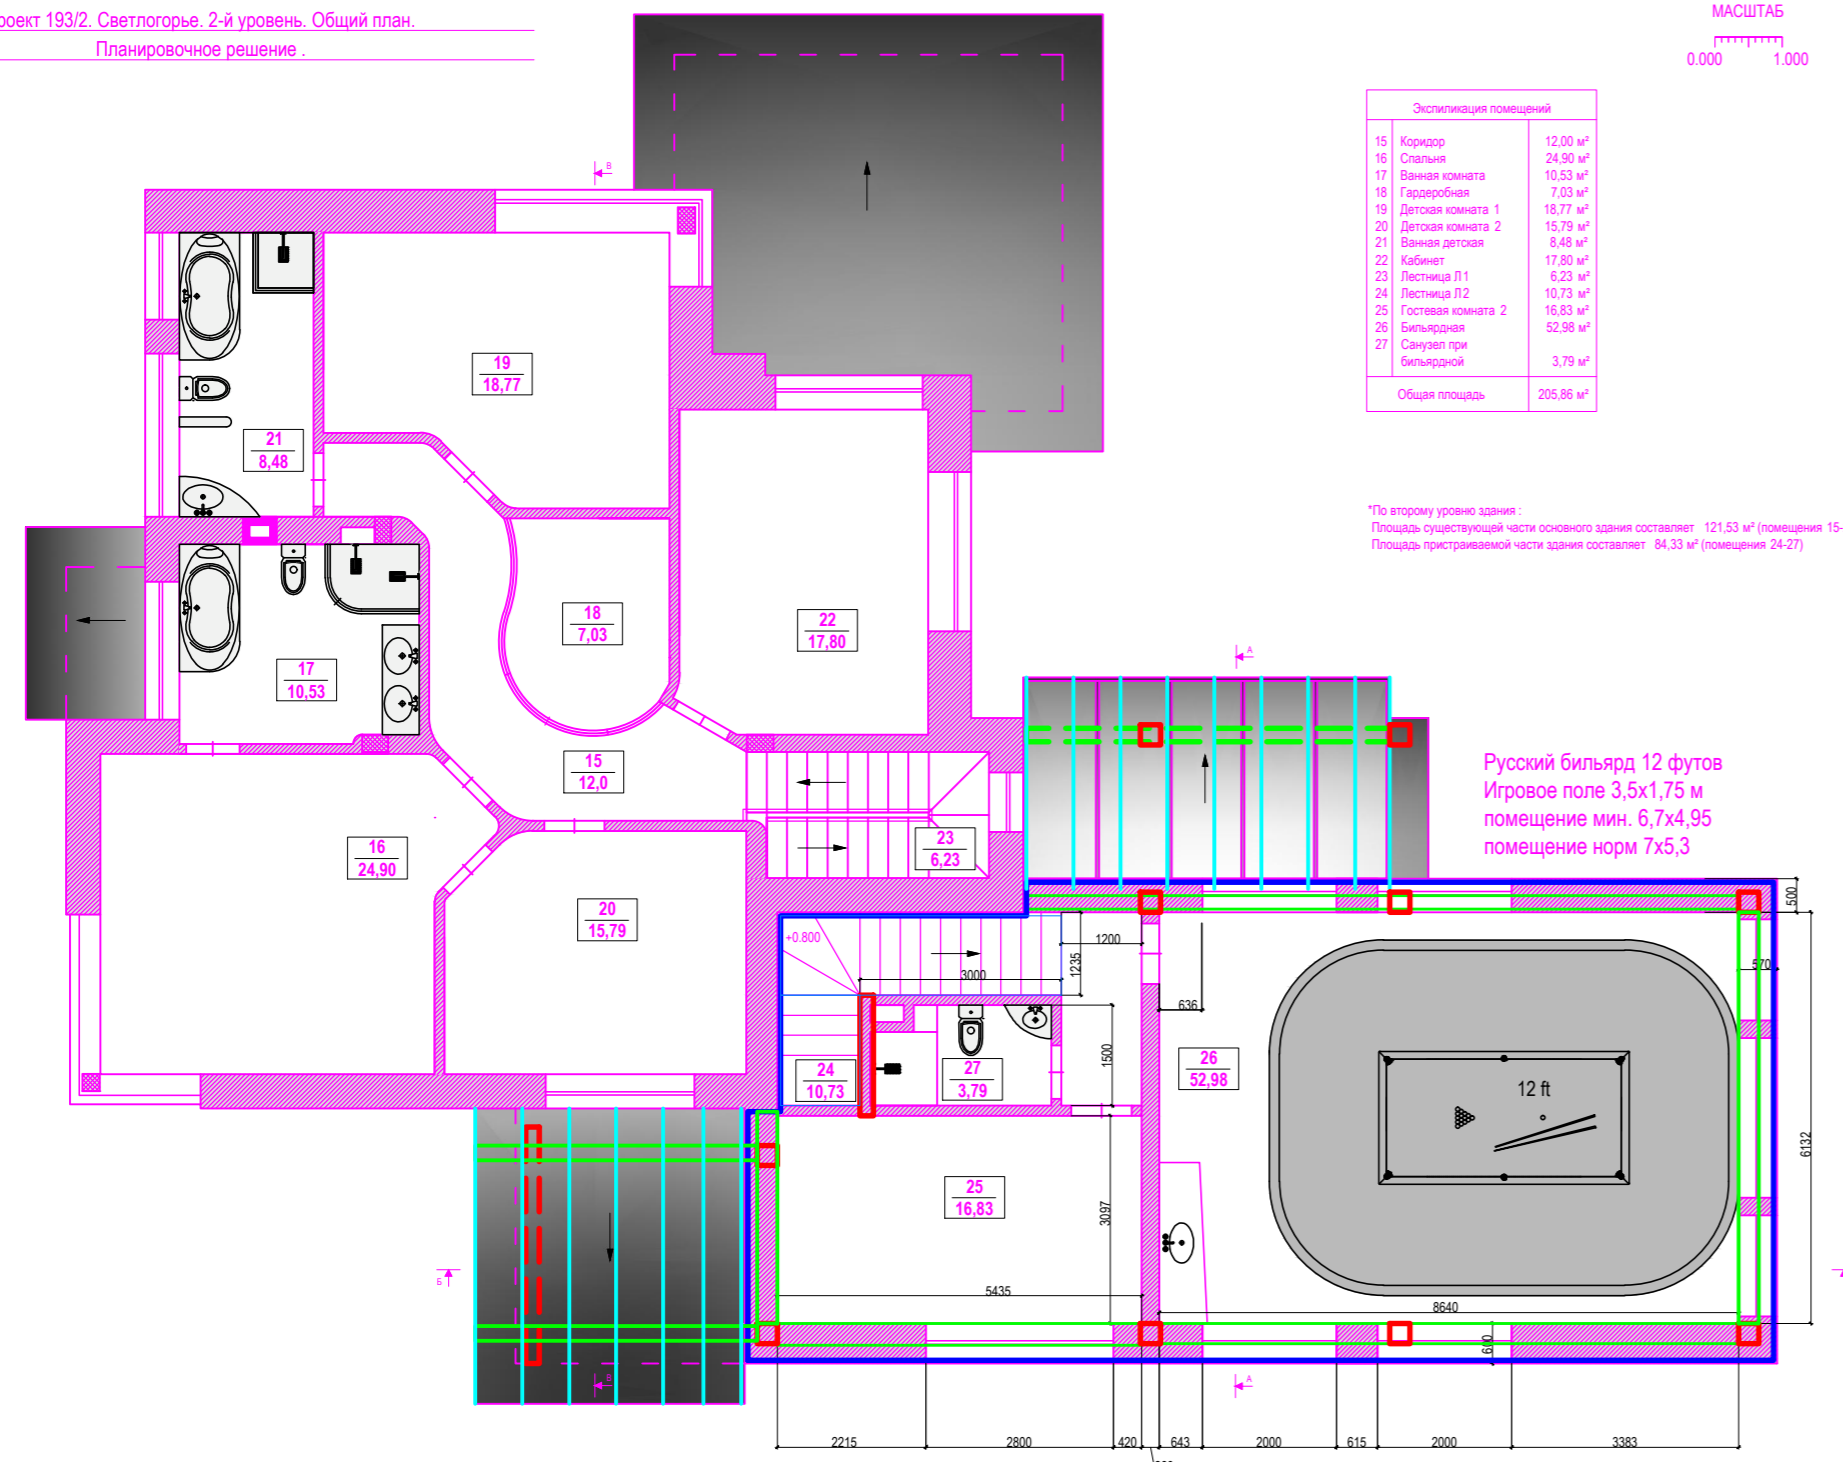 роект 193/2. Светлогорье. 2-й уровень. Общий план.
Планировочное решение .
МАСШТАБ
0.000 1.000
Экспиликация помещений
15 Коридор 12,00 м²
16 Спальня 24,90 м²
17 Ванная комната 10,53 м²
18 Гардеробная 7,03 м²
19 Детская комната 1 18,77 м²
20 Детская комната 2 15,79 м²
21 Ванная детская 8,48 м²
22 Кабинет 17,80 м²
23 Лестница Л1 6,23 м²
24 Лестница Л2 10,73 м²
25 Гостевая комната 2 16,83 м²
26 Бильярдная 52,98 м²
27 Санузел при
бильярдной 3,79 м²
Общая площадь 205,86 м²
*По второму уровню здания :
Площадь существующей части основного здания составляет 121,53 м² (помещения 15-
Площадь пристраиваемой части здания составляет 84,33 м² (помещения 24-27)
В
19
18,77
21
8,48
18
7,03
22
17,80
17
10,53
А
15
12,0
Русский бильярд 12 футов
Игровое поле 3,5х1,75 м
помещение мин. 6,7х4,95
помещение норм 7х5,3
23
6,23
16
24,90
20
15,79
500
+0.800
1200
1235
3000
570
636
1500
26
52,98
24
10,73
27
3,79
12 ft
6132
25
16,83
3097
Б
5435
8640
600
В
А
2215
2800
420
643
2000
615
2000
3383